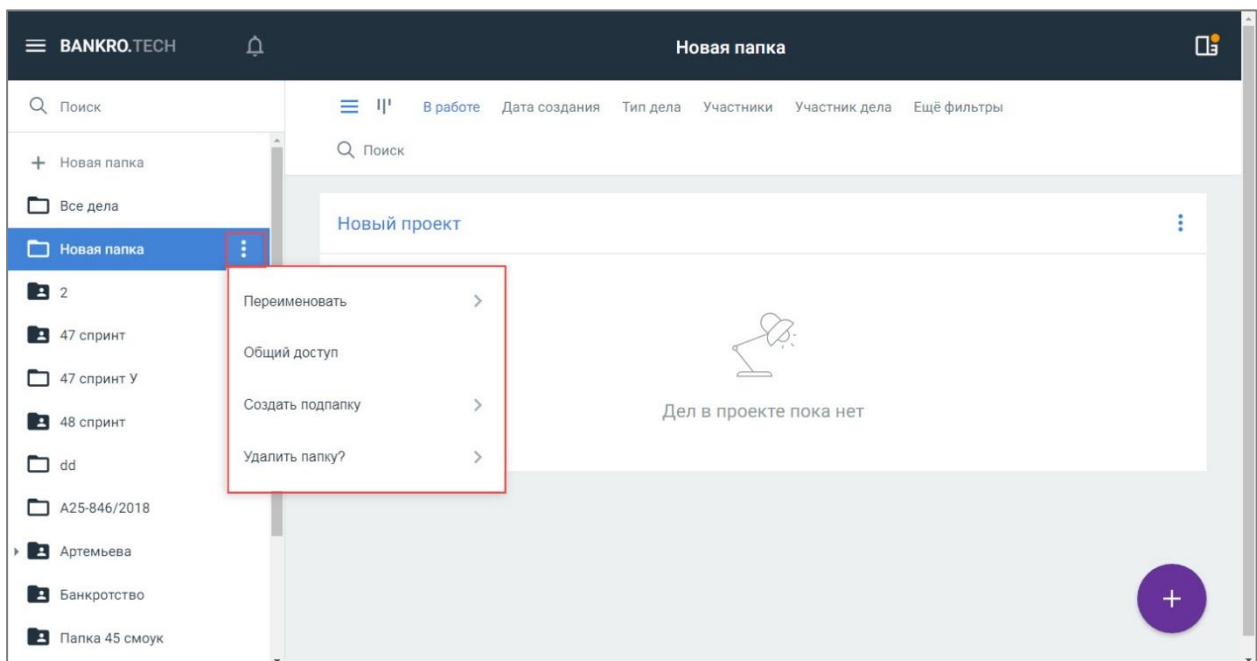 BANKRO.TECH
Новая папка
Поиск
В работе Дата создания Тип дела Участники Участник дела Ещё фильтры
Поиск
Новая папка
Все дела
Новая папка
2
47 спринт
47 спринт У
48 спринт
dd
А25-846/2018
Артемьева
Банкротство
Папка 45 смоук
Переименовать
Общий доступ
Создать подпапку
Удалить папку?
Новый проект
Дел в проекте пока нет